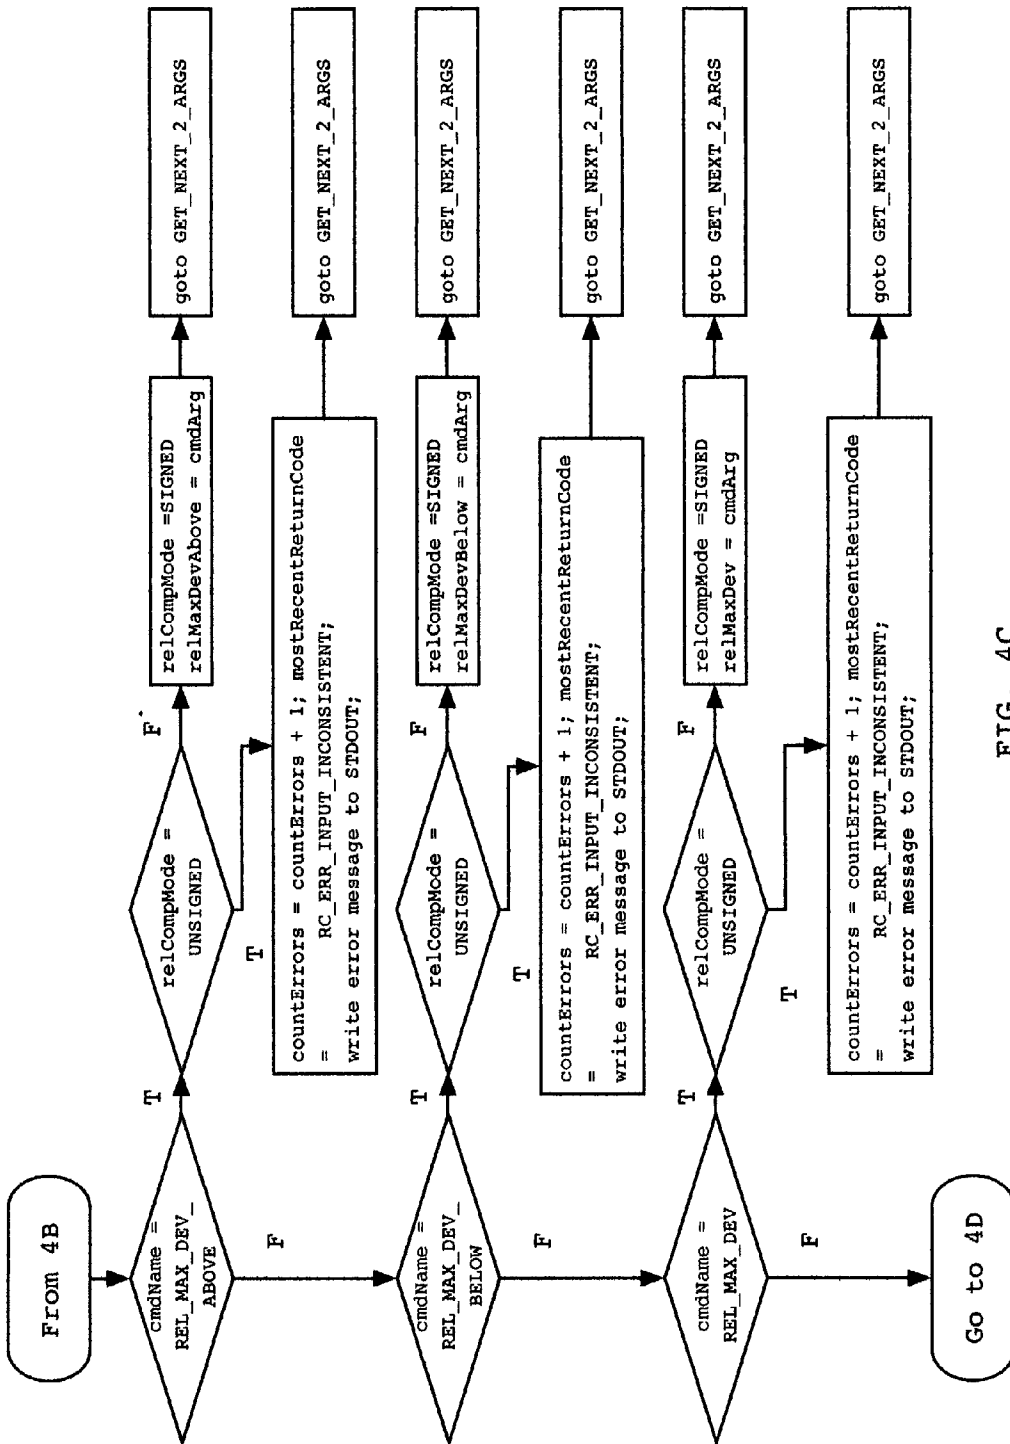 From 4B
cmdName =
REL_MAX_DEV_
ABOVE
T
F
relCompMode =
UNSIGNED
F
T
relCompMode =SIGNED
relMaxDevAbove = cmdArg
goto GET_NEXT_2_ARGS
countErrors = countErrors + 1; mostRecentReturnCode
=      RC_ERR_INPUT_INCONSISTENT;
write error message to STDOUT;
goto GET_NEXT_2_ARGS
cmdName =
REL_MAX_DEV_
BELOW
T
F
relCompMode =
UNSIGNED
F
T
relCompMode =SIGNED
relMaxDevBelow = cmdArg
goto GET_NEXT_2_ARGS
countErrors = countErrors + 1; mostRecentReturnCode
=      RC_ERR_INPUT_INCONSISTENT;
write error message to STDOUT;
goto GET_NEXT_2_ARGS
cmdName =
REL_MAX_DEV
T
F
relCompMode =
UNSIGNED
F
T
relCompMode =SIGNED
relMaxDev = cmdArg
goto GET_NEXT_2_ARGS
countErrors = countErrors + 1; mostRecentReturnCode
=      RC_ERR_INPUT_INCONSISTENT;
write error message to STDOUT;
goto GET_NEXT_2_ARGS
Go to 4D
FIG. 4C